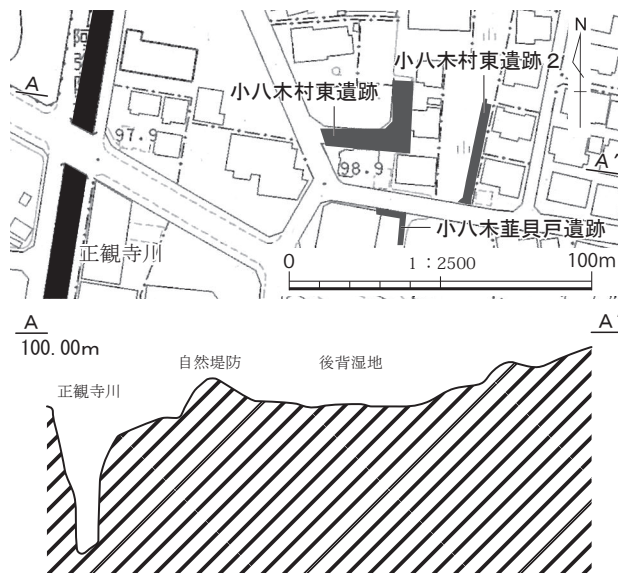 N
小八木村東遺跡 2
A
小八木村東遺跡
97.9
98.9
A'
小八木韮貝戸遺跡
正観寺川
0 1：2500 100m
A A'
100.00m
自然堤防 後背湿地
正観寺川